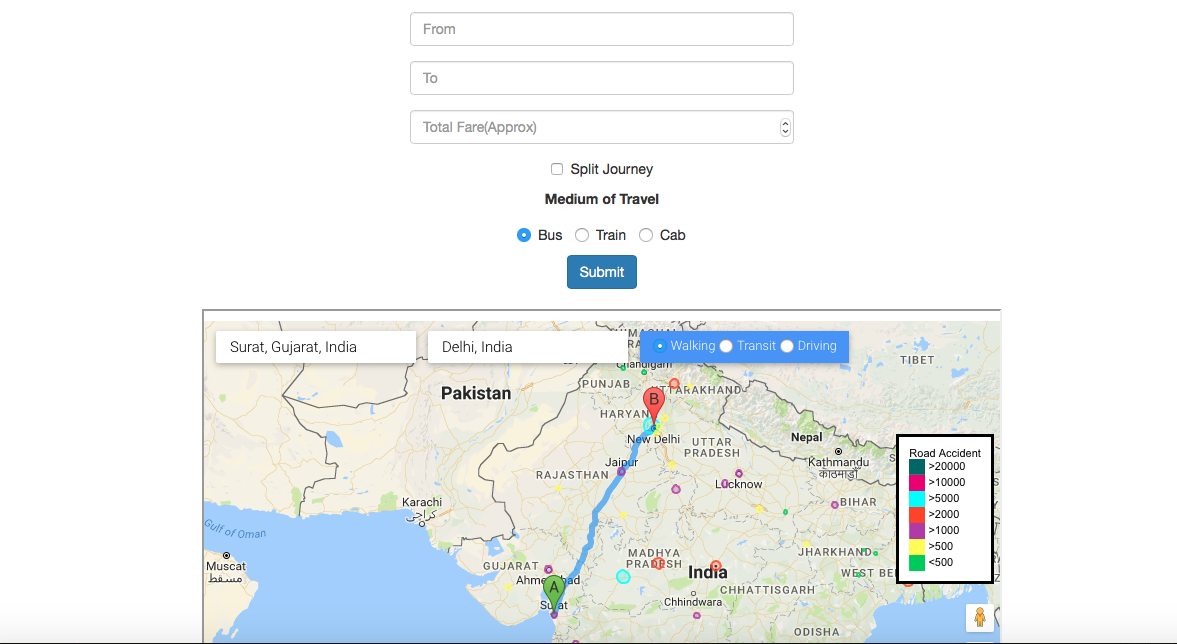 From
To
Total Fare(Approx)
Split Journey
Medium of Travel
Bus Train Cab
Submit
Surat, Gujarat, India
Delhi, India
Walking Transit Driving
TIBET
Chandigarh
PUNJAB
UTTARAKHAND
Pakistan
B
HARYANA
New Delhi
UTTAR
PRADESH
Nepal
Kathmandu
काठमाडौं
Jaipur
RAJASTHAN
Lucknow
BIHAR
Karachi
كراچى
Gulf of Oman
Muscat
مسقط
Road Accident
>20000
>10000
>5000
>2000
>1000
>500
<500
MADHYA
PRADESH
JHARKHAND
GUJARAT
India
WEST BE
Ahmedabad
A
CHHATTISGARH
Surat
Chhindwara
ODISHA